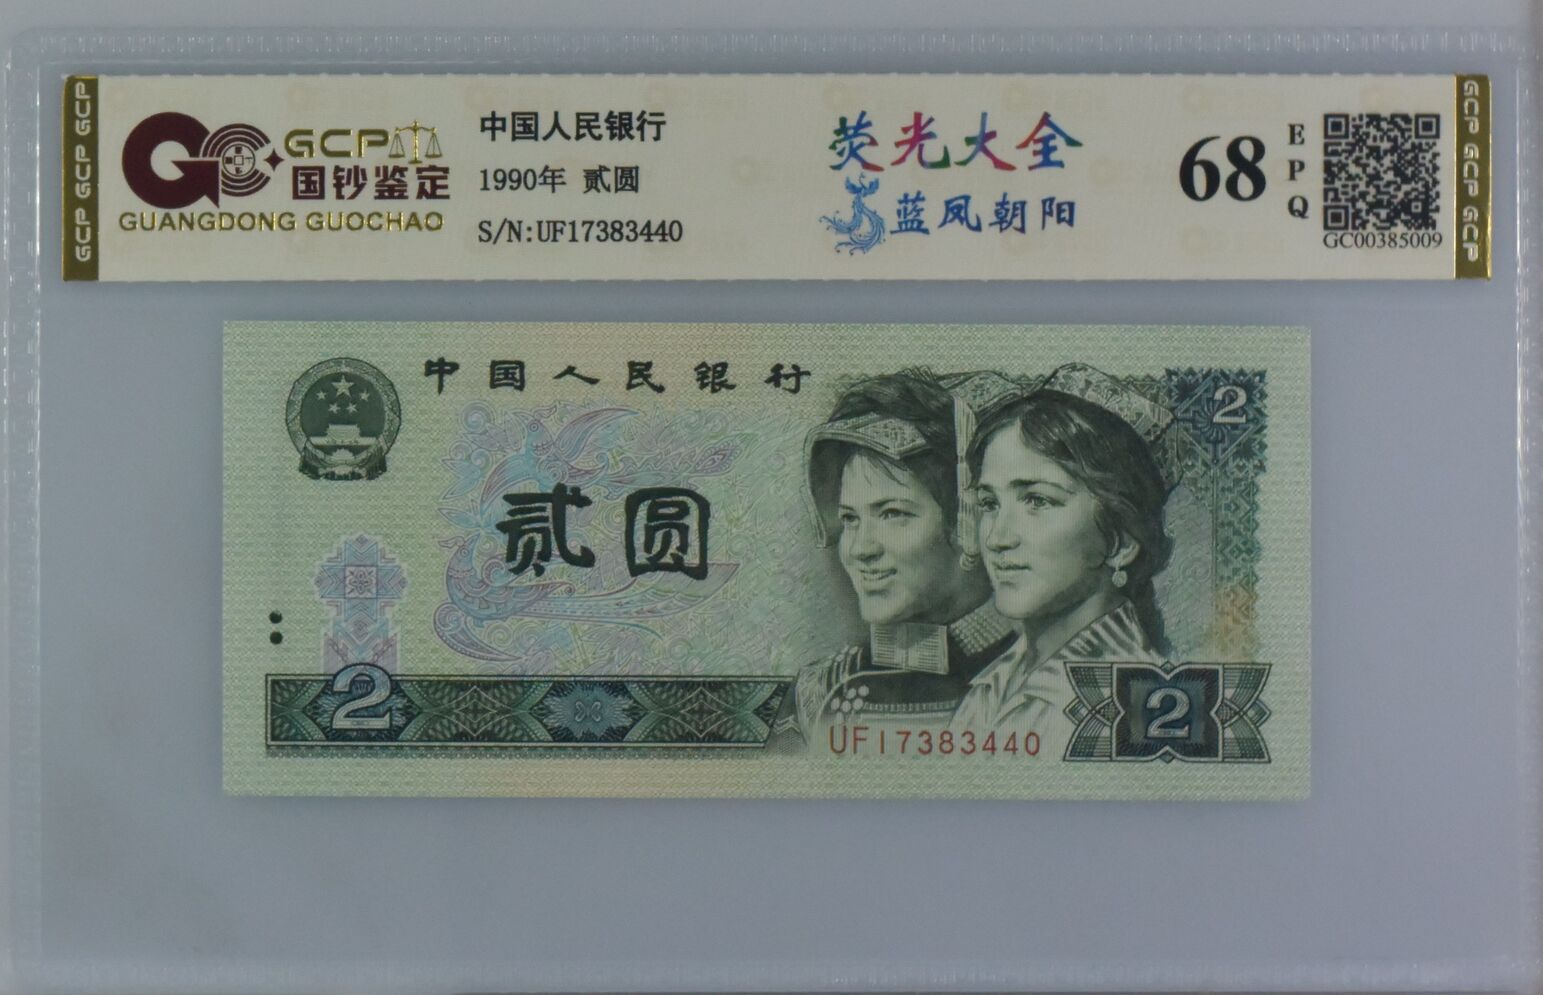 GCP GCP GCP
GCP
国钞鉴定
GUANGDONG GUOCHAO
中国人民银行
1990年 贰圆
S/N:UF17383440
荧光大全
蓝凤朝阳
68
EPQ
GC00385009
GCP GCP GCP
中国人民银行
2
贰圆
2
2
UF17383440